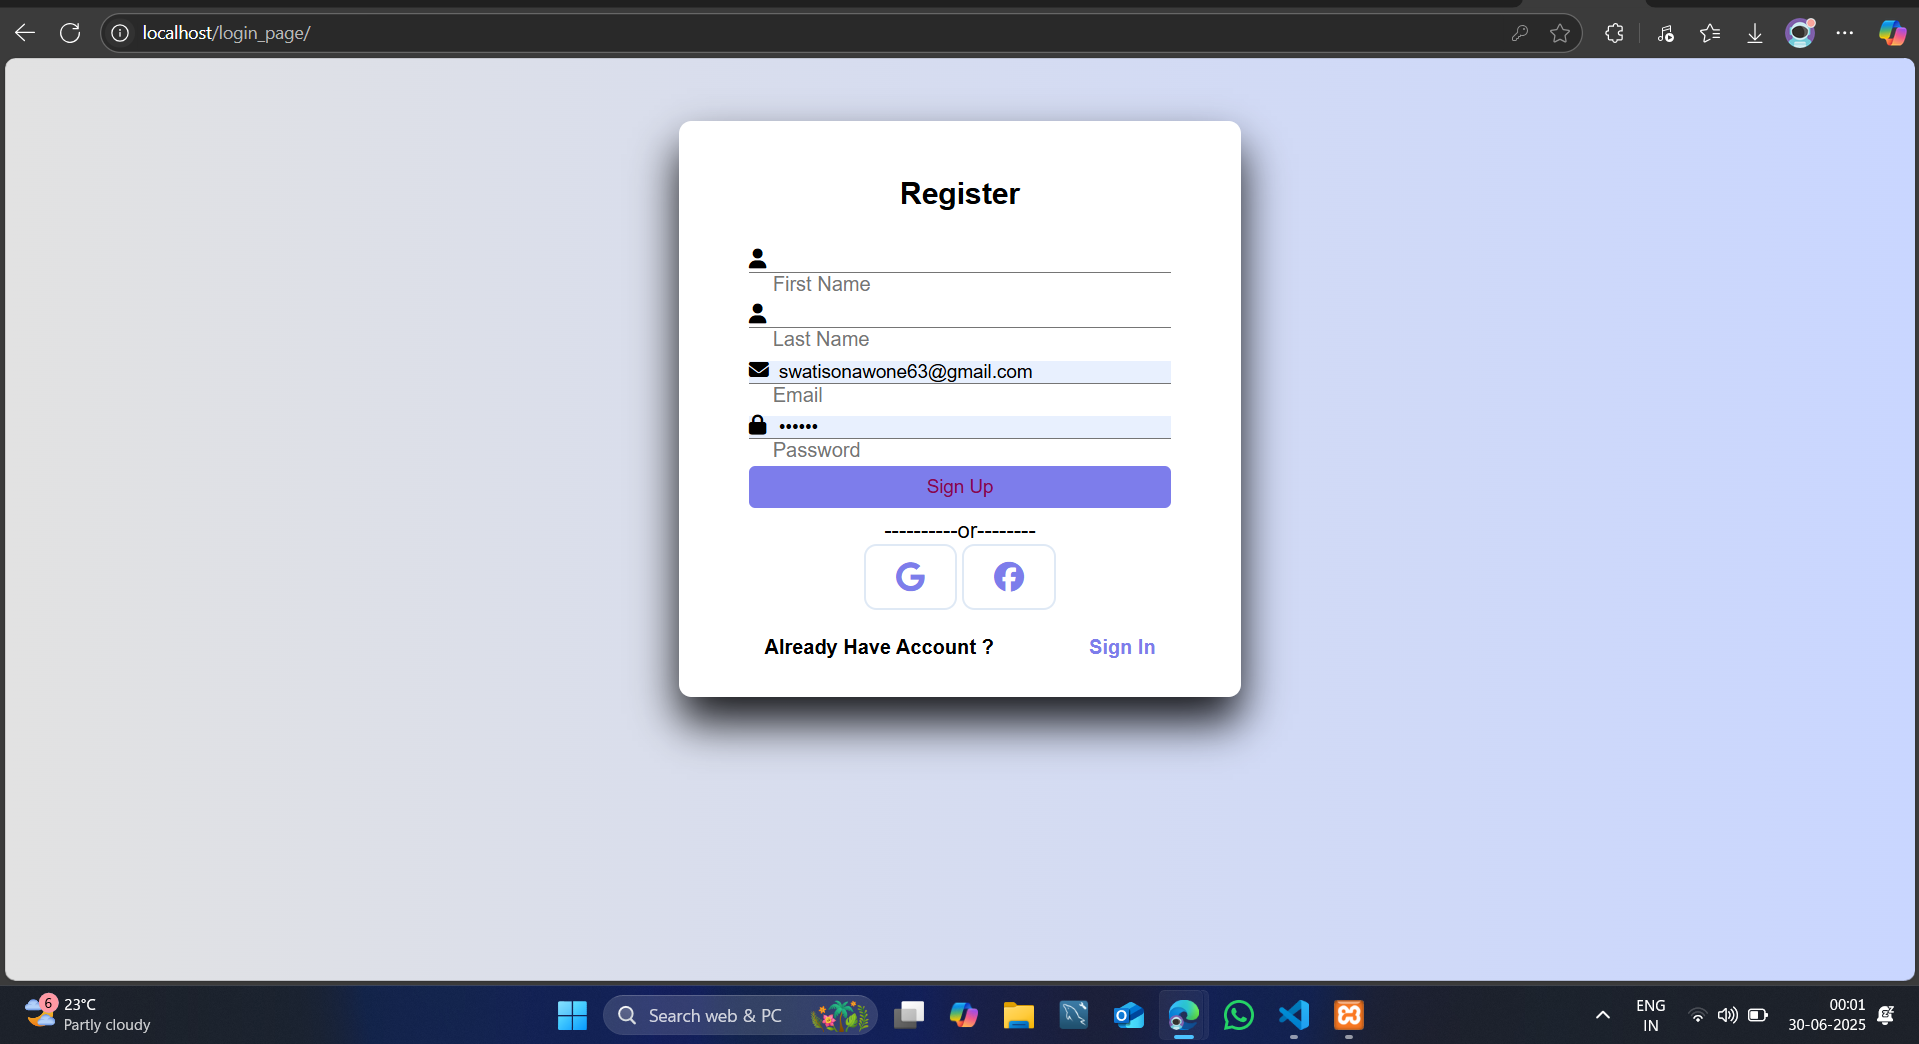 localhost/login_page/
Register
First Name
Last Name
swatisonawone63@gmail.com
Email
••••••
Password
Sign Up
----------or--------
Already Have Account ?
Sign In
6
23°C
Partly cloudy
Search web & PC
ENG
IN
00:01
30-06-2025